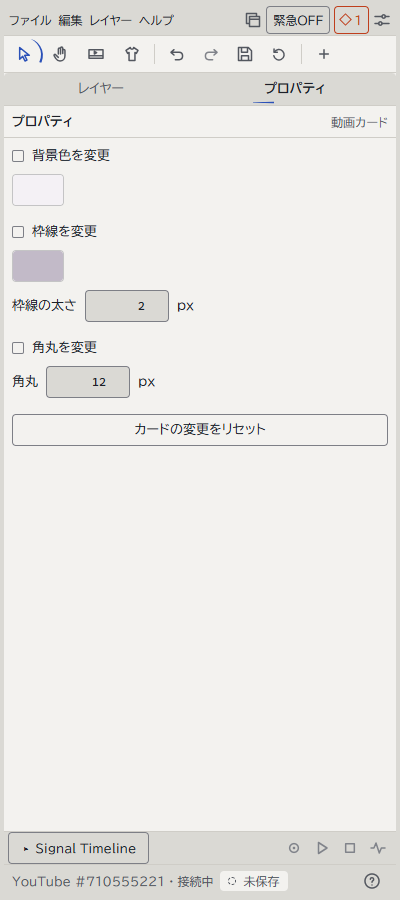 ファイル 編集 レイヤー ヘルプ 緊急OFF 1
レイヤー プロパティ
プロパティ 動画カード
背景色を変更
枠線を変更
枠線の太さ 2 px
角丸を変更
角丸 12 px
カードの変更をリセット
Signal Timeline
YouTube #710555221・接続中 未保存